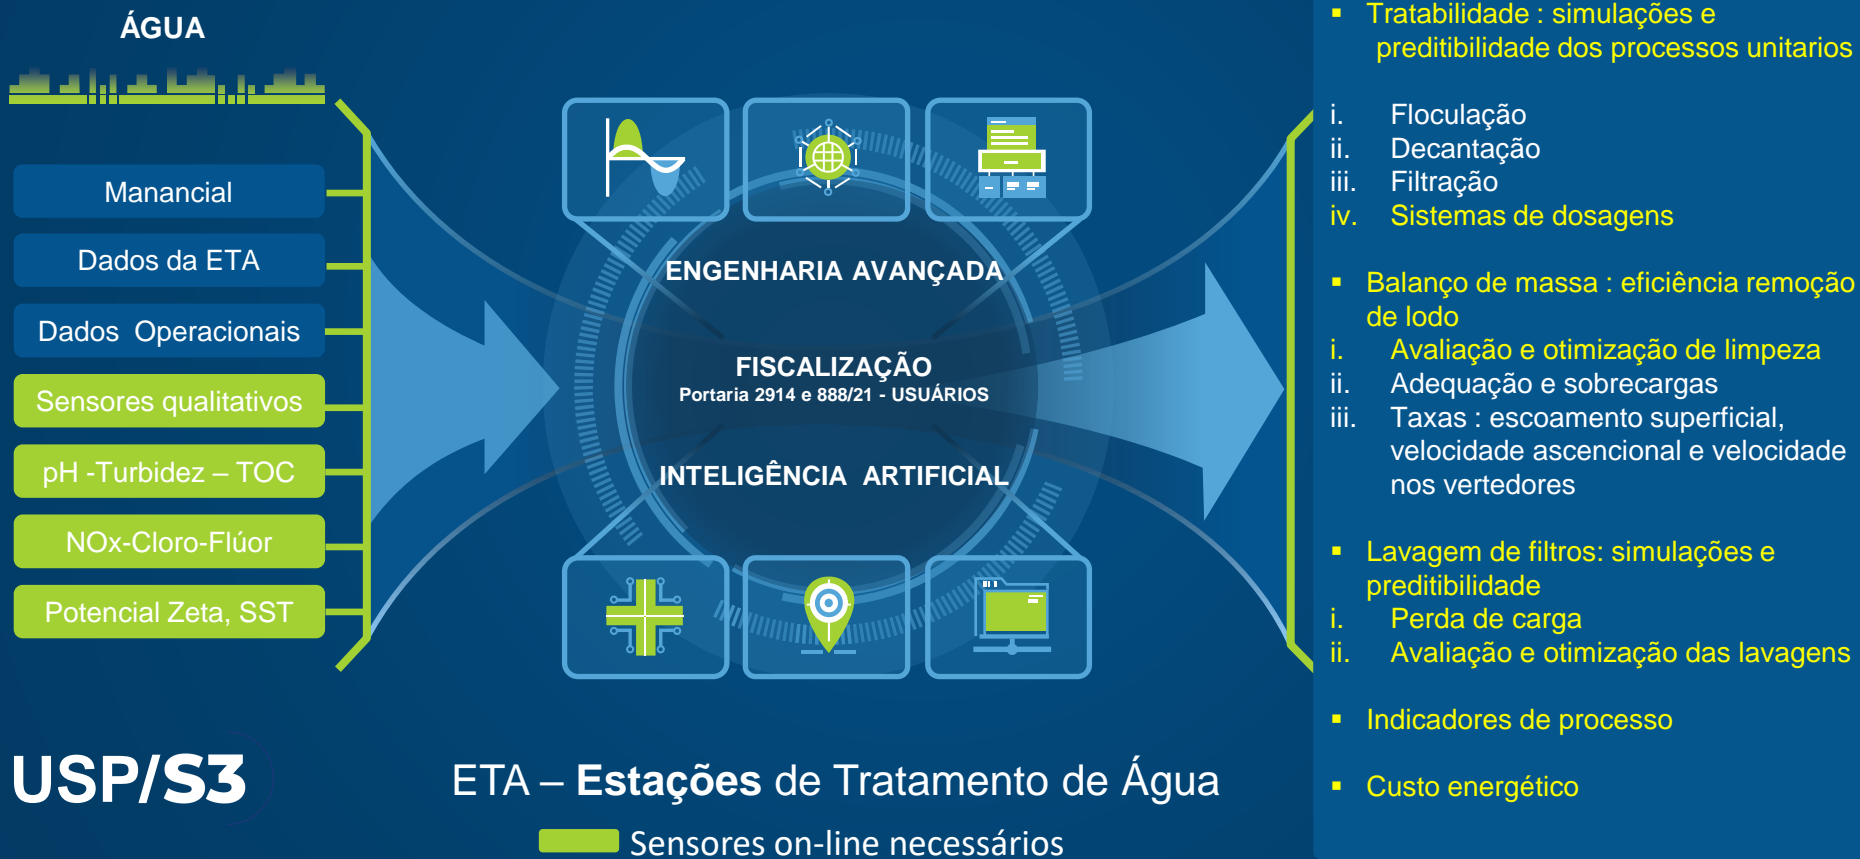 ÁGUA
Manancial
Dados da ETA
Dados Operacionais
Sensores qualitativos
pH -Turbidez – TOC
NOx-Cloro-Flúor
Potencial Zeta, SST
ENGENHARIA AVANÇADA
FISCALIZAÇÃO
Portaria 2914 e 888/21 - USUÁRIOS
INTELIGÊNCIA ARTIFICIAL
▪ Tratabilidade : simulações e
preditibilidade dos processos unitarios
i. Floculação
ii. Decantação
iii. Filtração
iv. Sistemas de dosagens
▪ Balanço de massa : eficiência remoção
de lodo
i. Avaliação e otimização de limpeza
ii. Adequação e sobrecargas
iii. Taxas : escoamento superficial,
velocidade ascencional e velocidade
nos vertedores
▪ Lavagem de filtros: simulações e
preditibilidade
i. Perda de carga
ii. Avaliação e otimização das lavagens
▪ Indicadores de processo
▪ Custo energético
USP/S3
ETA – Estações de Tratamento de Água
Sensores on-line necessários